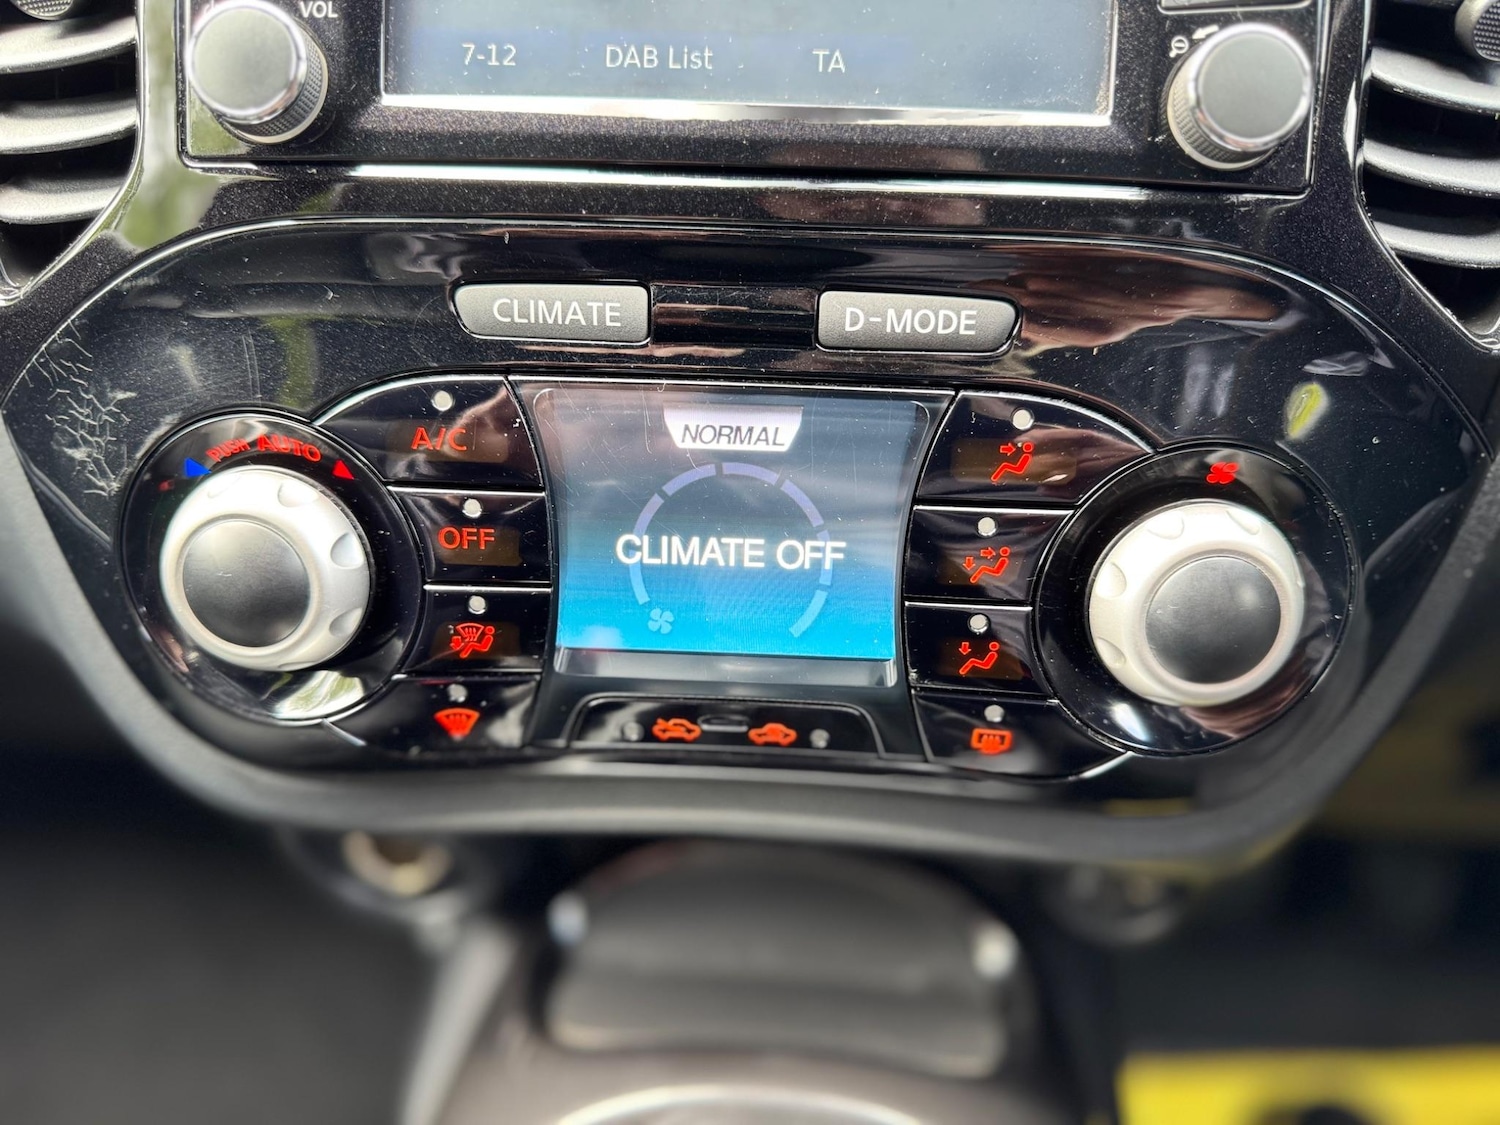 VOL
7-12 DAB List TA
CLIMATE D-MODE
PUSH AUTO
A/C
NORMAL
OFF
CLIMATE OFF